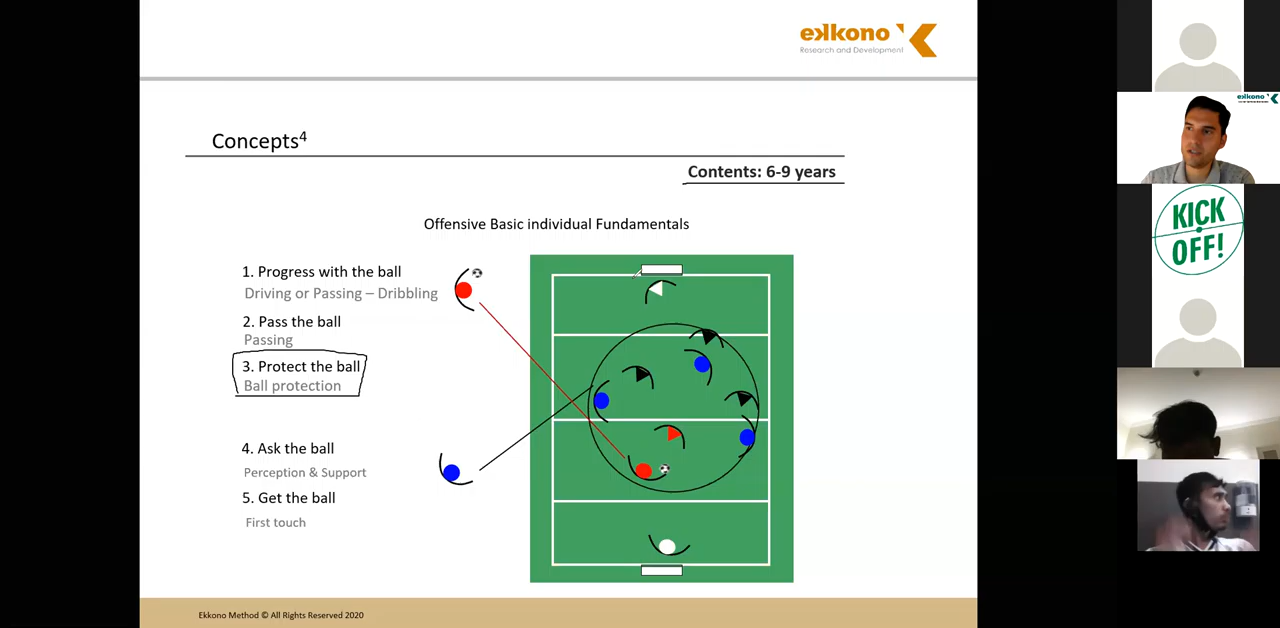 ekkono
Research and Development
Concepts4
Contents: 6-9 years
Offensive Basic individual Fundamentals
1. Progress with the ball
Driving or Passing – Dribbling
2. Pass the ball
Passing
3. Protect the ball
Ball protection
4. Ask the ball
Perception & Support
5. Get the ball
First touch
Ekkono Method © All Rights Reserved 2020
ekkono
KICK
OFF!